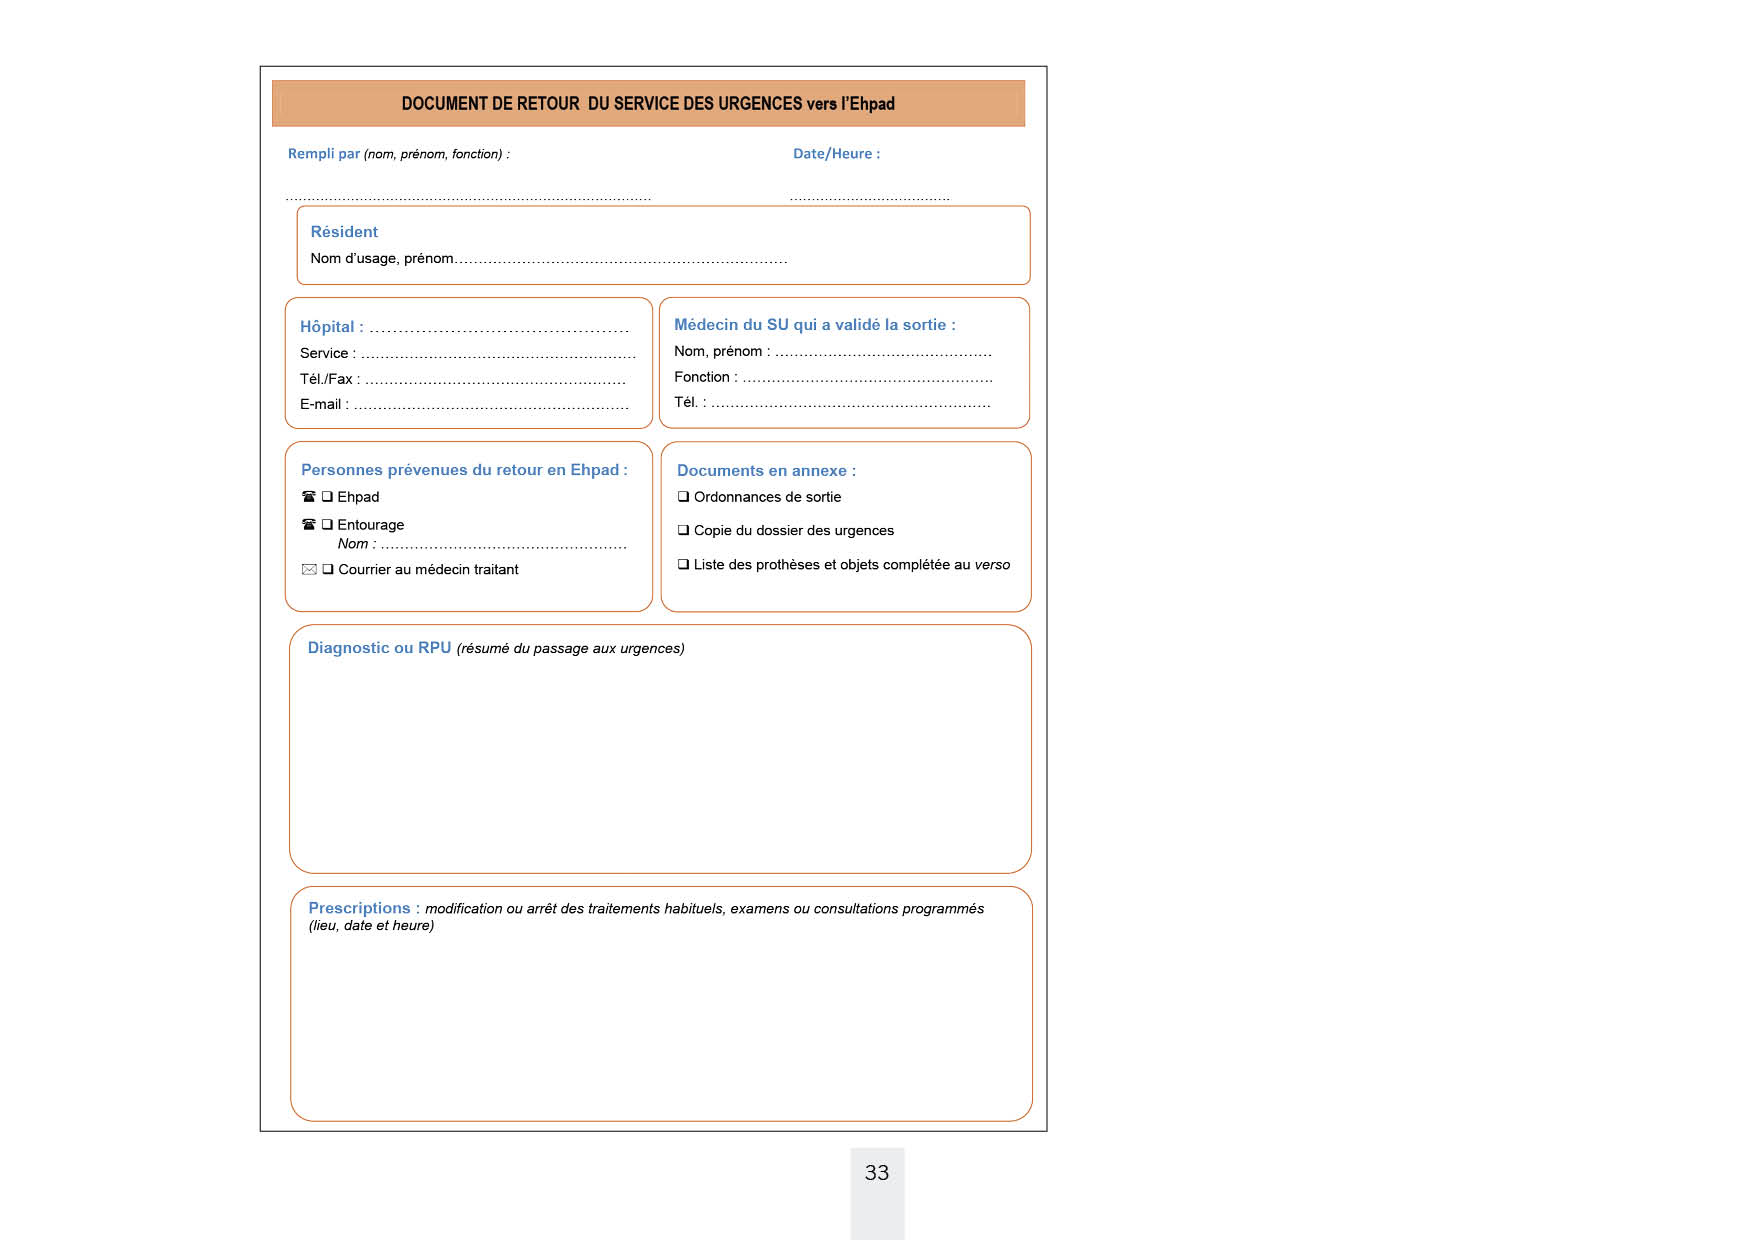 DOCUMENT DE RETOUR DU SERVICE DES URGENCES vers l'Ehpad
Rempli par (nom, prénom, fonction) :
Date/Heure :
Résident
Nom d'usage, prénom……………………………………………………………
Hôpital : ………………………………………
Service : …………………………………………………
Tél./Fax : ………………………………………………
E-mail : …………………………………………………
Médecin du SU qui a validé la sortie :
Nom, prénom : ………………………………………
Fonction : …………………………………………….
Tél. : ………………………………………………….
Personnes prévenues du retour en Ehpad :
☎ ❑ Ehpad
☎ ❑ Entourage
Nom : ……………………………………………
✉ ❑ Courrier au médecin traitant
Documents en annexe :
❑ Ordonnances de sortie
❑ Copie du dossier des urgences
❑ Liste des prothèses et objets complétée au verso
Diagnostic ou RPU (résumé du passage aux urgences)
Prescriptions : modification ou arrêt des traitements habituels, examens ou consultations programmés
(lieu, date et heure)
33